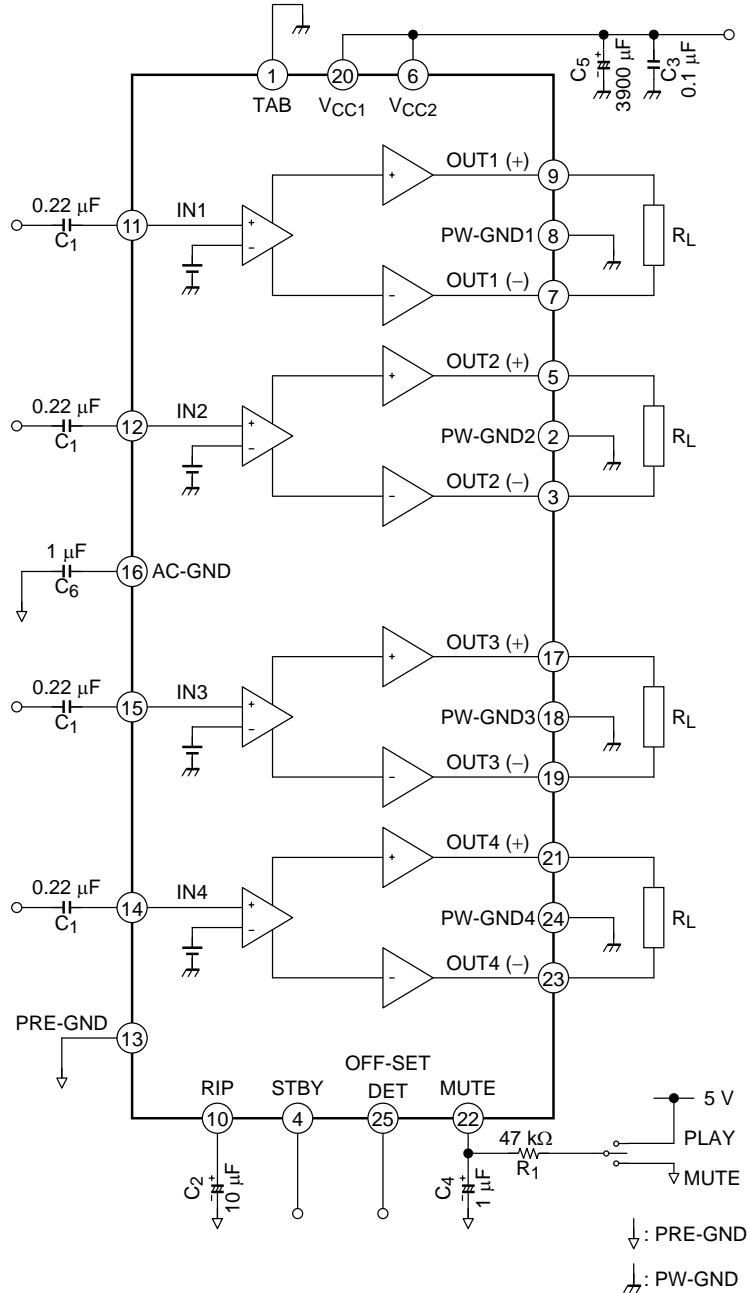 1
20
6
TAB
VCC1
VCC2
C5
+
-
3900 µF
C3
0.1 µF
OUT1 (+)
9
0.22 µF
C1
11
IN1
+
-
+
PW-GND1
8
RL
-
OUT1 (−)
7
OUT2 (+)
5
0.22 µF
C1
12
IN2
+
-
+
PW-GND2
2
RL
-
OUT2 (−)
3
1 µF
C6
16
AC-GND
OUT3 (+)
17
0.22 µF
C1
15
IN3
+
-
+
PW-GND3
18
RL
-
OUT3 (−)
19
OUT4 (+)
21
0.22 µF
C1
14
IN4
+
-
+
PW-GND4
24
RL
-
OUT4 (−)
23
PRE-GND
13
RIP
STBY
OFF-SET
DET
MUTE
10
4
25
22
C2
+
-
10 µF
C4
+
-
1 µF
47 kΩ
R1
5 V
PLAY
MUTE
: PRE-GND
: PW-GND